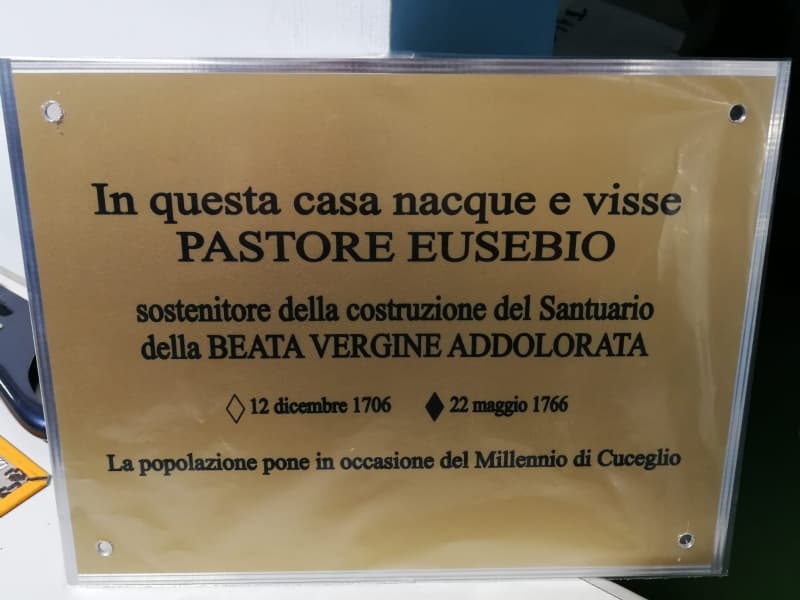 In questa casa nacque e visse
PASTORE EUSEBIO
sostenitore della costruzione del Santuario
della BEATA VERGINE ADDOLORATA
◊ 12 dicembre 1706 ♦ 22 maggio 1766
La popolazione pone in occasione del Millennio di Cuceglio